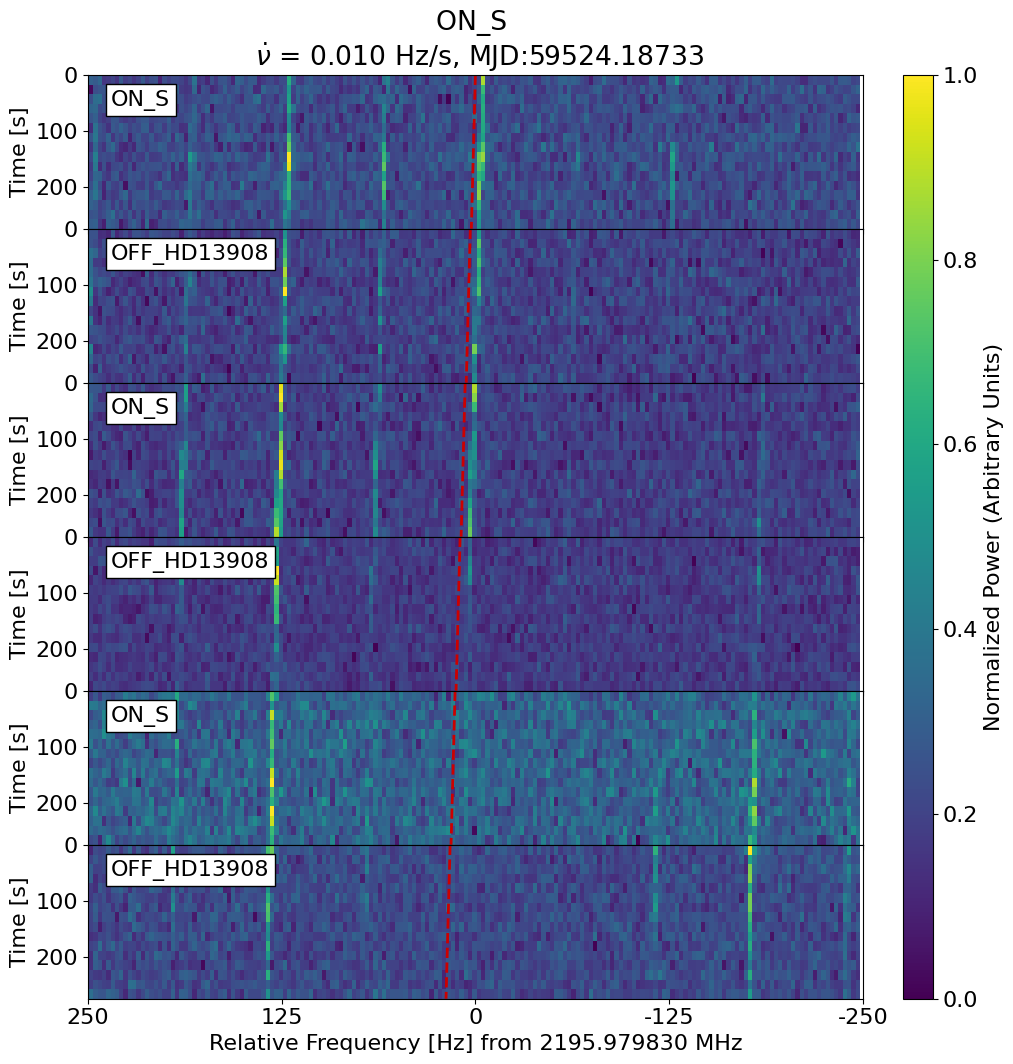 ON_S
ν̇ = 0.010 Hz/s, MJD:59524.18733
0
100
200
Time [s]
ON_S
0
100
200
Time [s]
OFF_HD13908
0
100
200
Time [s]
ON_S
0
100
200
Time [s]
OFF_HD13908
0
100
200
Time [s]
ON_S
0
100
200
Time [s]
OFF_HD13908
250
125
0
-125
-250
Relative Frequency [Hz] from 2195.979830 MHz
1.0
0.8
0.6
0.4
0.2
0.0
Normalized Power (Arbitrary Units)